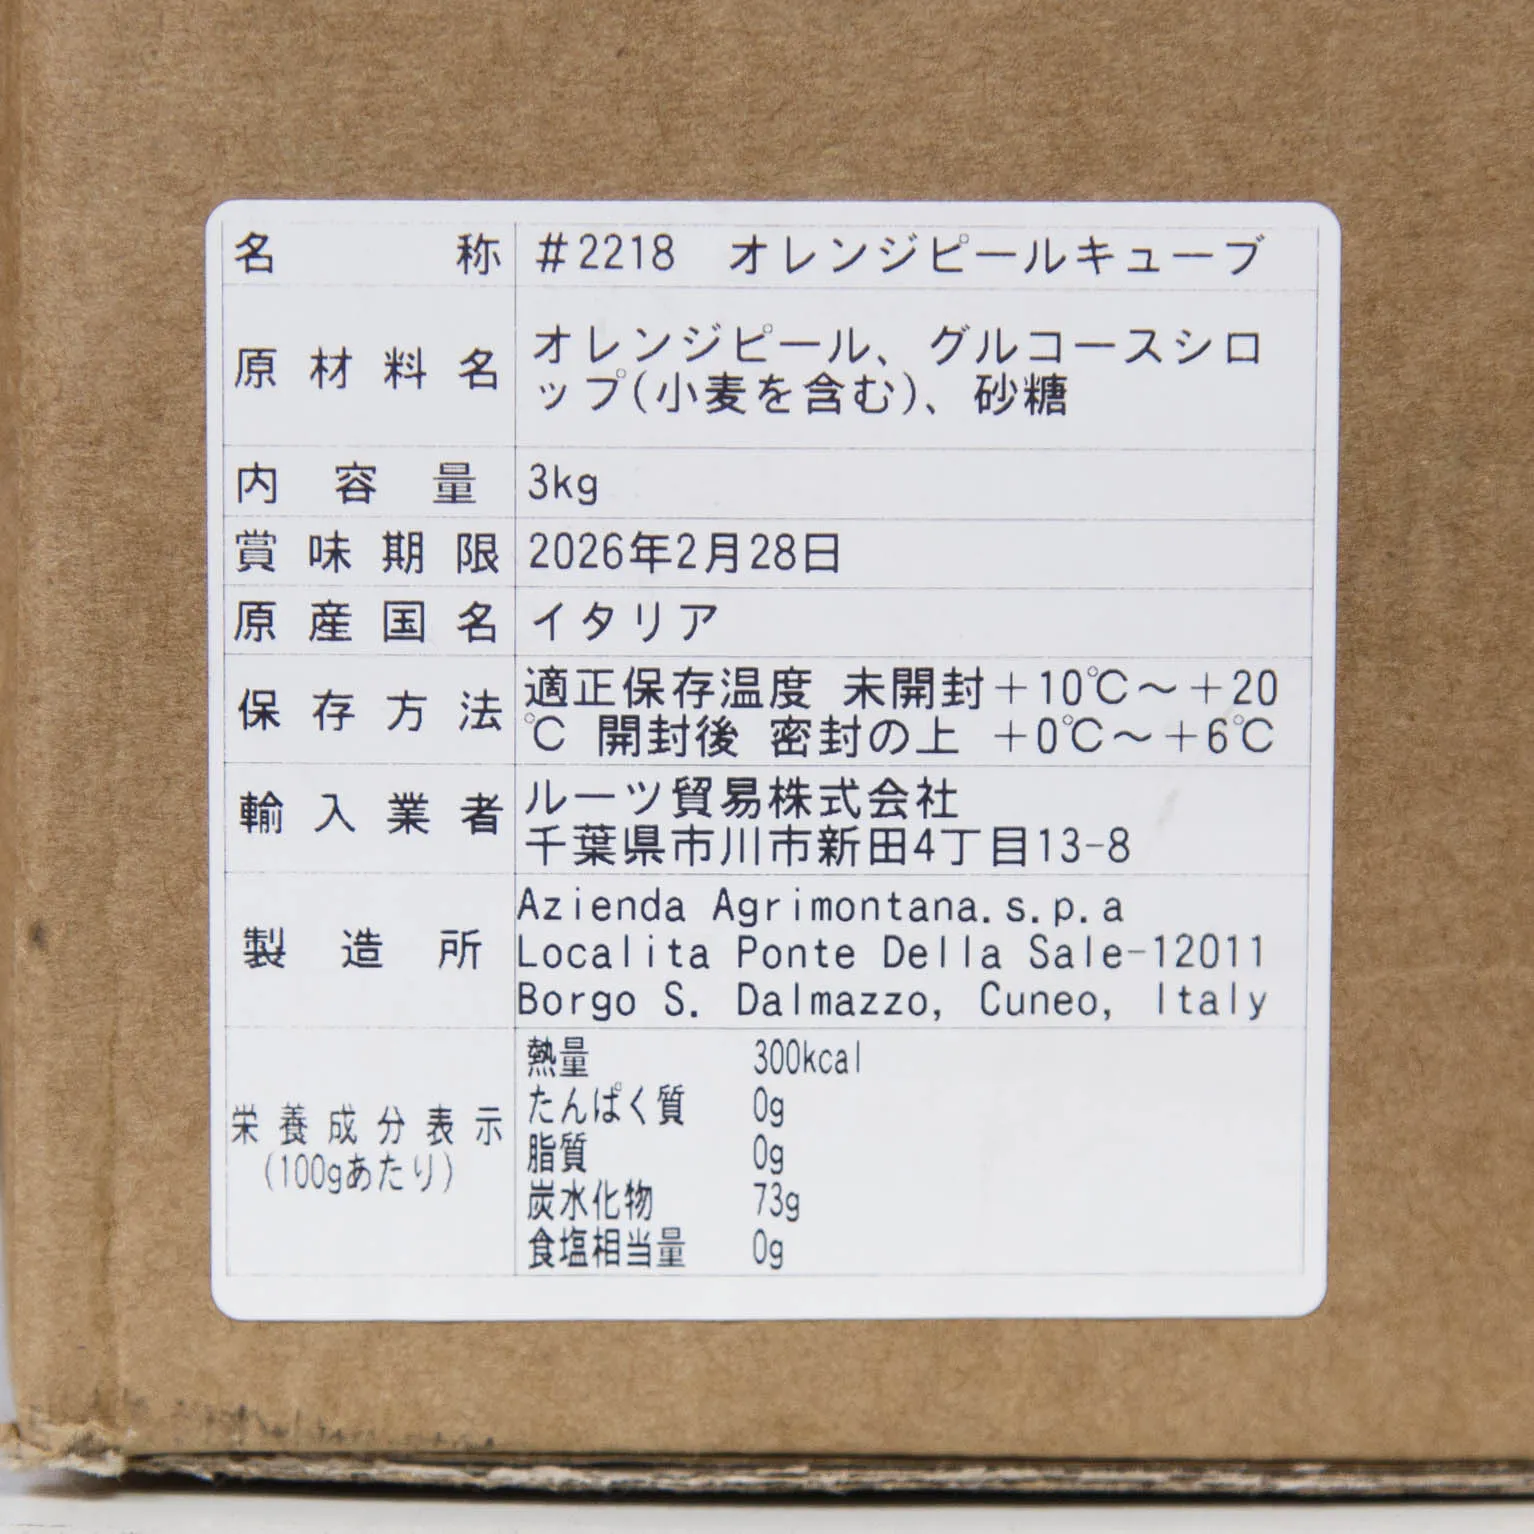 名称 #2218 オレンジピールキューブ
原材料名 オレンジピール、グルコースシロ
ップ(小麦を含む)、砂糖
内容量 3kg
賞味期限 2026年2月28日
原産国名 イタリア
保存方法 適正保存温度 未開封+10℃~+20
℃ 開封後 密封の上 +0℃~+6℃
輸入業者 ルーツ貿易株式会社
千葉県市川市新田4丁目13-8
製造所 Azienda Agrimontana.s.p.a
Localita Ponte Della Sale-12011
Borgo S. Dalmazzo, Cuneo, Italy
栄養成分表示
(100gあたり)
熱量 300kcal
たんぱく質 0g
脂質 0g
炭水化物 73g
食塩相当量 0g